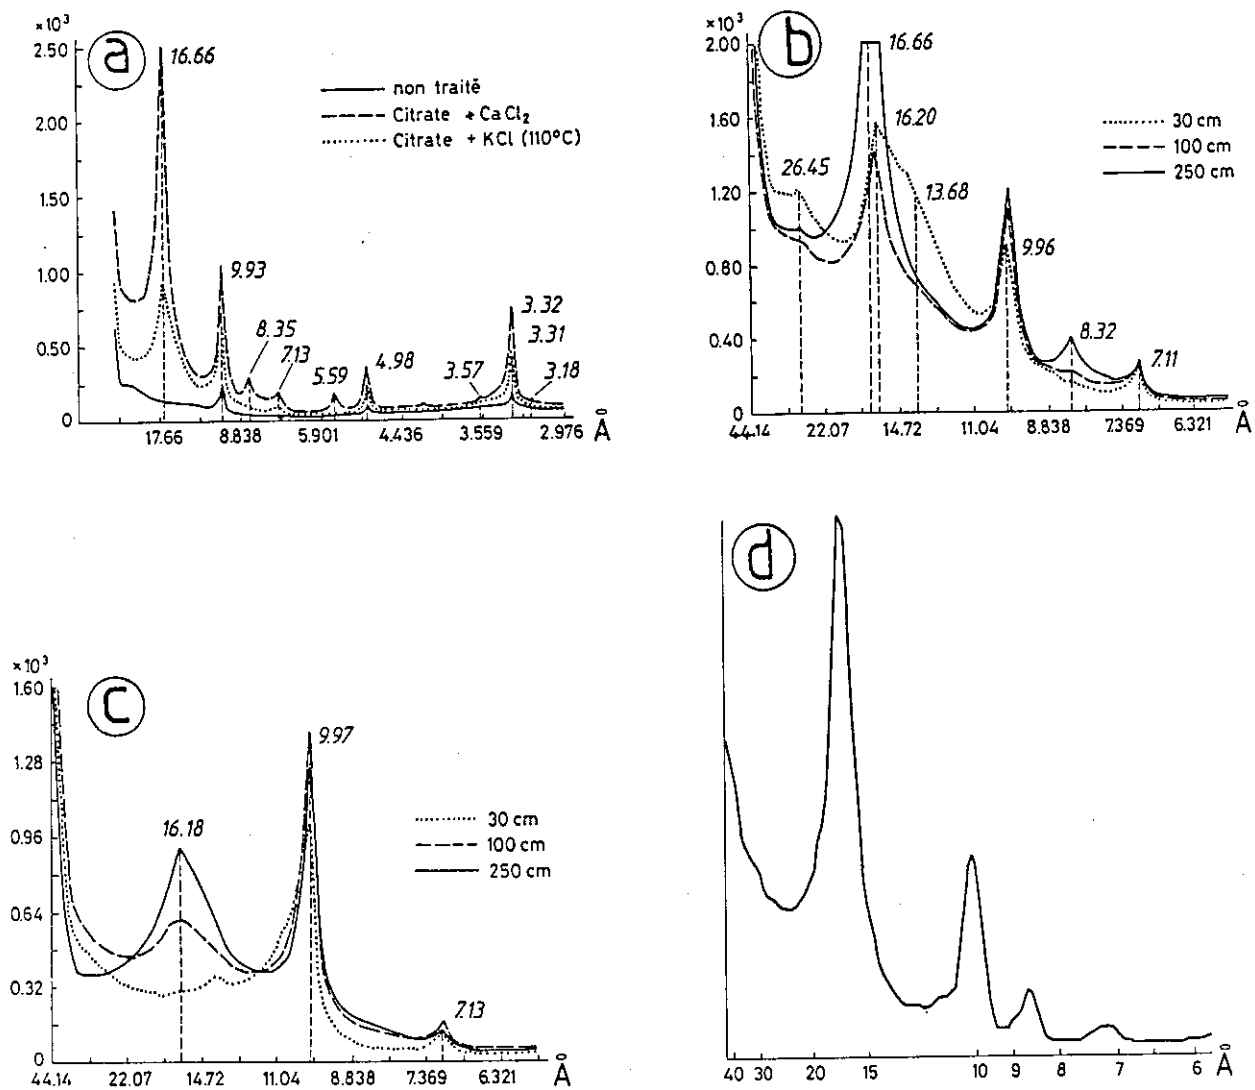 a
×10³
2.50
2.00
1.50
1.00
0.50
0
16.66
9.93
8.35
7.13
5.59
4.98
3.57
3.32
3.31
3.18
non traité
Citrate + CaCl₂
Citrate + KCl (110°C)
17.66 8.838 5.901 4.436 3.559 2.976 Å
b
×10³
2.00
1.60
1.20
0.80
0.40
0
16.66
16.20
26.45
13.68
9.96
8.32
7.11
30 cm
100 cm
250 cm
44.14 22.07 14.72 11.04 8.838 7.369 6.321 Å
c
×10³
1.60
1.28
0.96
0.64
0.32
0
9.97
16.18
7.13
30 cm
100 cm
250 cm
44.14 22.07 14.72 11.04 8.838 7.369 6.321 Å
d
40 30 20 15 10 9 8 7 6 Å